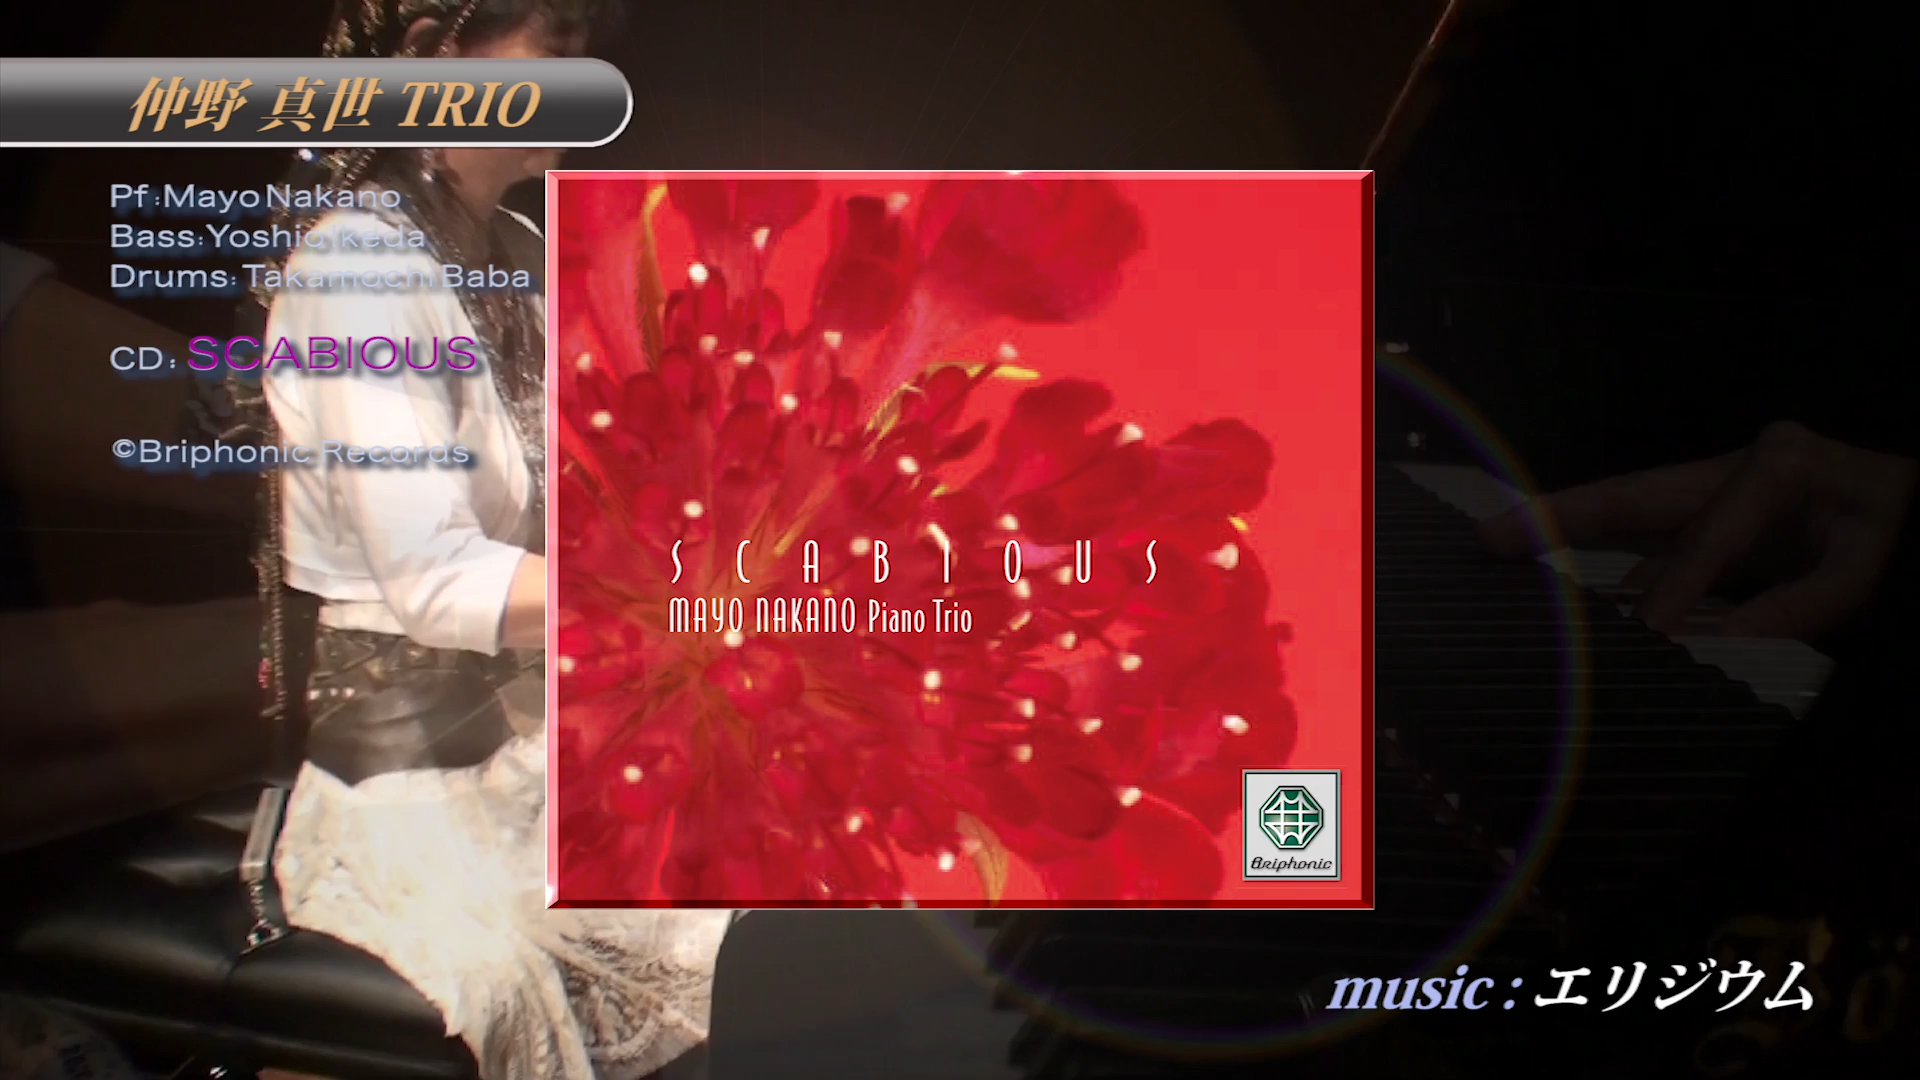 仲野 真世 TRIO
Pf:Mayo Nakano
Bass:Yoshio Ikeda
Drums:Takamochi Baba
CD:SCABIOUS
©Briphonic Records
SCABIOUS
MAYO NAKANO Piano Trio
Briphonic
music:エリジウム